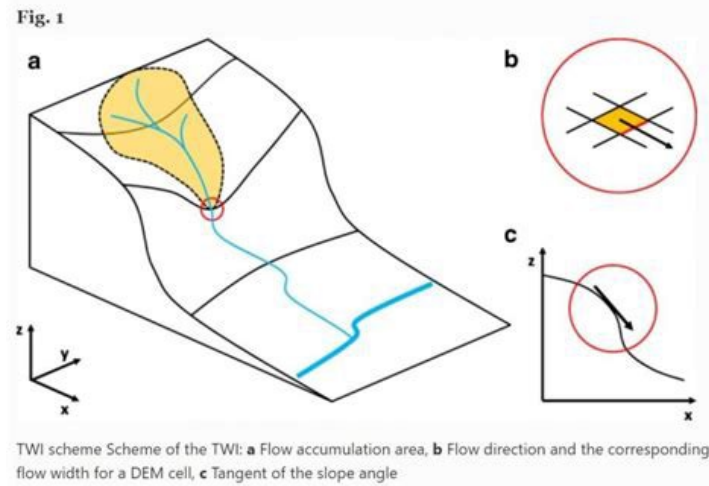 Fig. 1
a
b
c
z
y
x
z
x
TWI scheme Scheme of the TWI: a Flow accumulation area, b Flow direction and the corresponding
flow width for a DEM cell, c Tangent of the slope angle